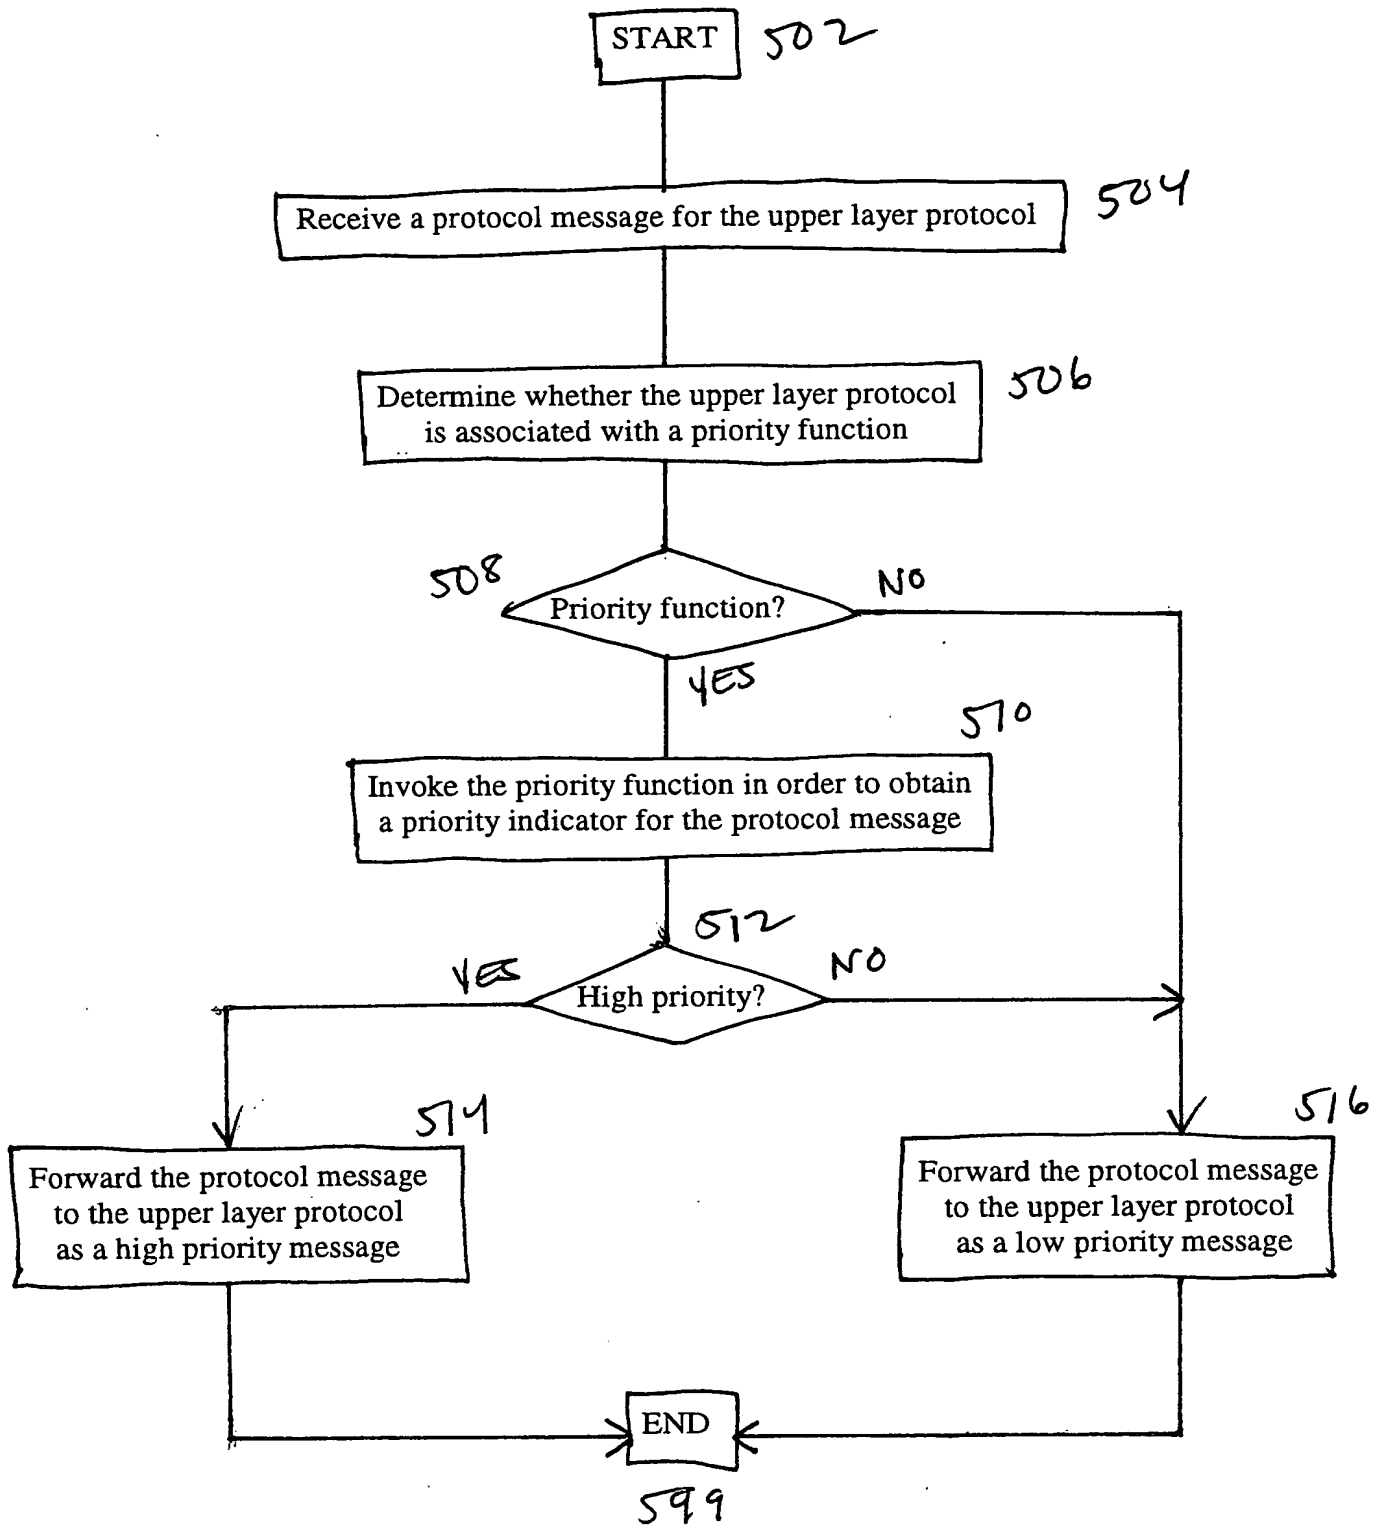 START 502
Receive a protocol message for the upper layer protocol 504
Determine whether the upper layer protocol
is associated with a priority function
506
508
Priority function?
NO
YES
510
Invoke the priority function in order to obtain
a priority indicator for the protocol message
512
YES
High priority?
NO
514
Forward the protocol message
to the upper layer protocol
as a high priority message
516
Forward the protocol message
to the upper layer protocol
as a low priority message
END
599